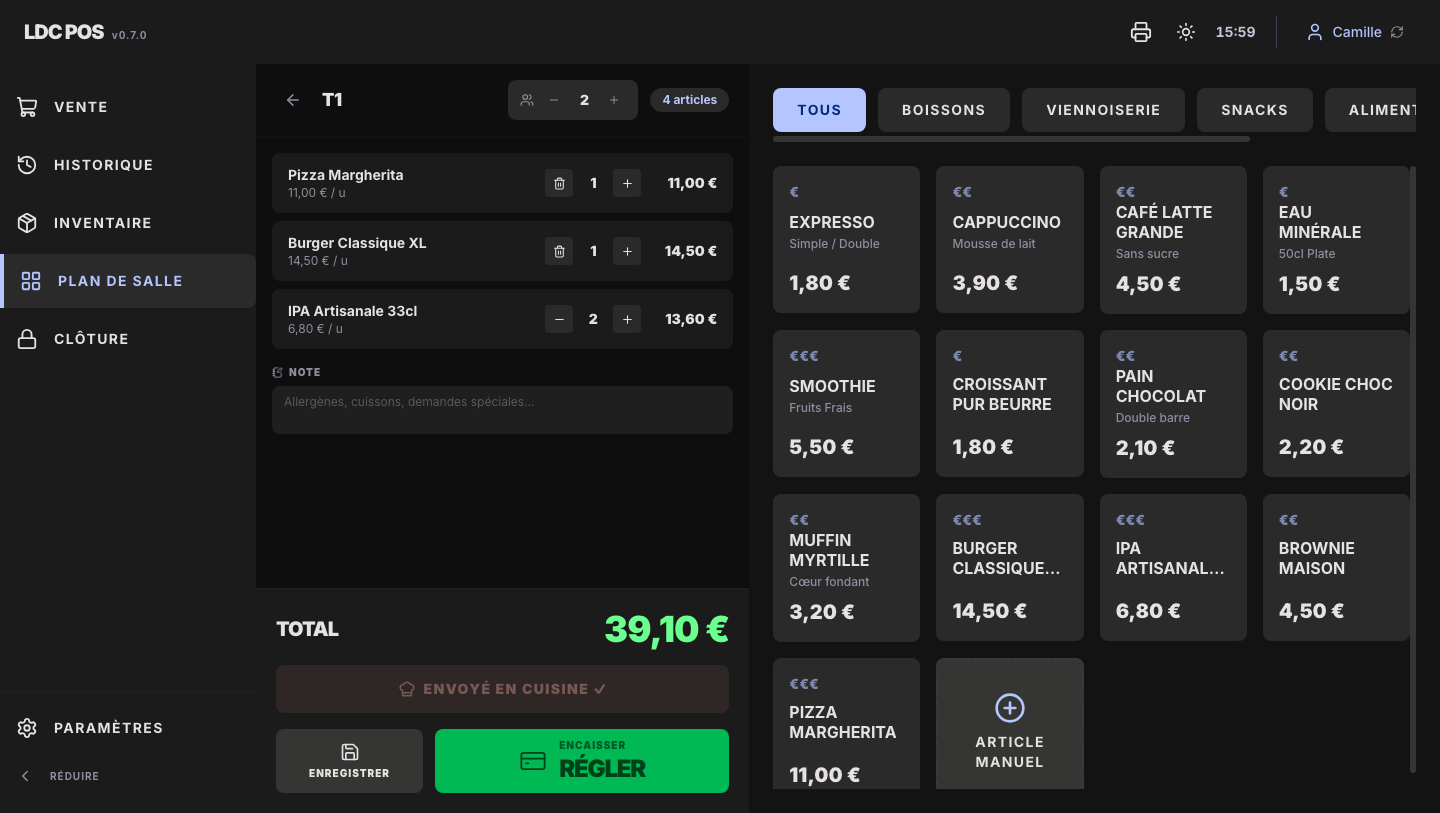 LDC POS v0.7.0
15:59
Camille
VENTE
HISTORIQUE
INVENTAIRE
PLAN DE SALLE
CLÔTURE
PARAMÈTRES
RÉDUIRE
T1
2
4 articles
Pizza Margherita
11,00 € / u
1
11,00 €
Burger Classique XL
14,50 € / u
1
14,50 €
IPA Artisanale 33cl
6,80 € / u
2
13,60 €
NOTE
Allergènes, cuissons, demandes spéciales...
TOTAL
39,10 €
ENVOYÉ EN CUISINE ✓
ENREGISTRER
ENCAISSER
RÉGLER
TOUS
BOISSONS
VIENNOISERIE
SNACKS
ALIMENT
€
EXPRESSO
Simple / Double
1,80 €
€€
CAPPUCCINO
Mousse de lait
3,90 €
€€
CAFÉ LATTE
GRANDE
Sans sucre
4,50 €
€
EAU
MINÉRALE
50cl Plate
1,50 €
€€€
SMOOTHIE
Fruits Frais
5,50 €
€
CROISSANT
PUR BEURRE
1,80 €
€€
PAIN
CHOCOLAT
Double barre
2,10 €
€€
COOKIE CHOC
NOIR
2,20 €
€€
MUFFIN
MYRTILLE
Cœur fondant
3,20 €
€€€
BURGER
CLASSIQUE...
14,50 €
€€€
IPA
ARTISANAL...
6,80 €
€€
BROWNIE
MAISON
4,50 €
€€€
PIZZA
MARGHERITA
11,00 €
ARTICLE
MANUEL